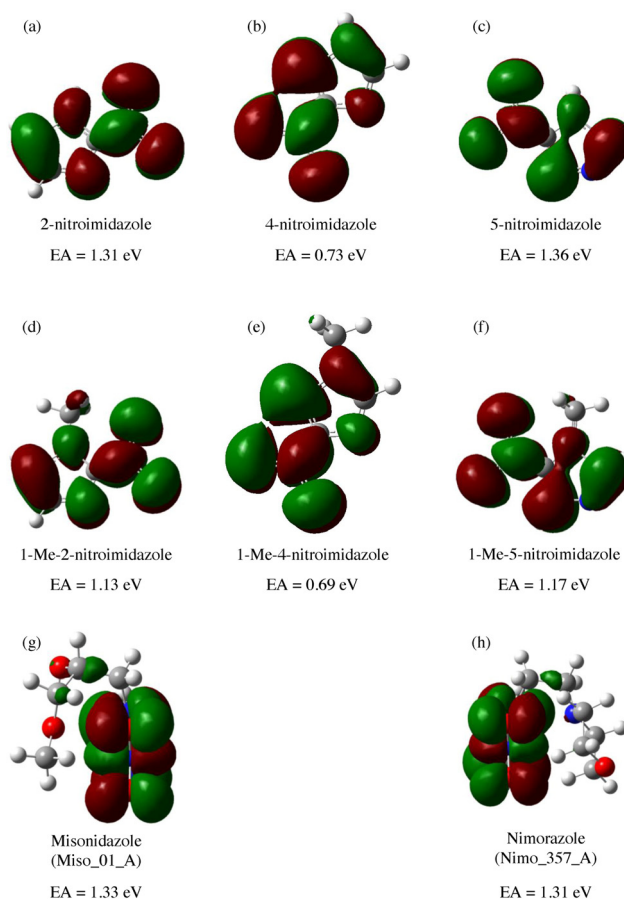 (a)
(b)
(c)
2-nitroimidazole
4-nitroimidazole
5-nitroimidazole
EA = 1.31 eV
EA = 0.73 eV
EA = 1.36 eV
(d)
(e)
(f)
1-Me-2-nitroimidazole
1-Me-4-nitroimidazole
1-Me-5-nitroimidazole
EA = 1.13 eV
EA = 0.69 eV
EA = 1.17 eV
(g)
(h)
Misonidazole
(Miso_01_A)
Nimorazole
(Nimo_357_A)
EA = 1.33 eV
EA = 1.31 eV